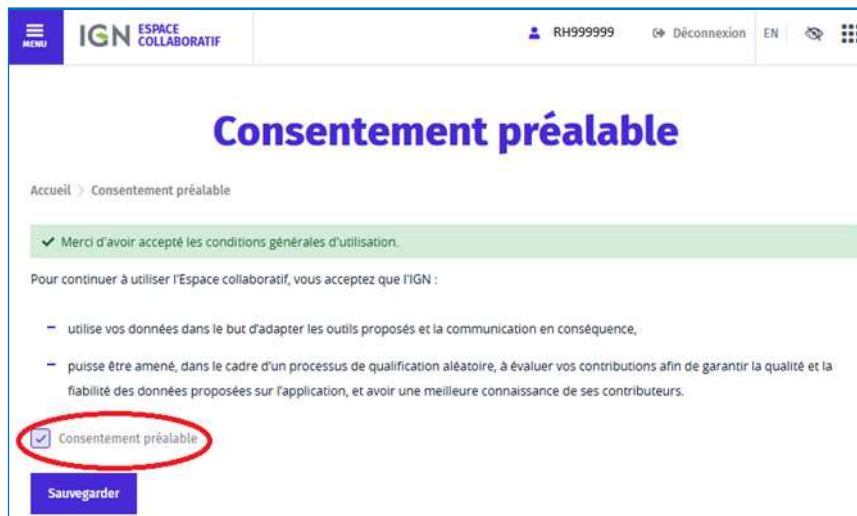 MENU
IGN ESPACE COLLABORATIF
RH999999
Déconnexion
EN
Consentement préalable
Accueil > Consentement préalable
✔ Merci d'avoir accepté les conditions générales d'utilisation.
Pour continuer à utiliser l'Espace collaboratif, vous acceptez que l'IGN :
– utilise vos données dans le but d'adapter les outils proposés et la communication en conséquence,
– puisse être amené, dans le cadre d'un processus de qualification aléatoire, à évaluer vos contributions afin de garantir la qualité et la
fiabilité des données proposées sur l'application, et avoir une meilleure connaissance de ses contributeurs.
Consentement préalable
Sauvegarder